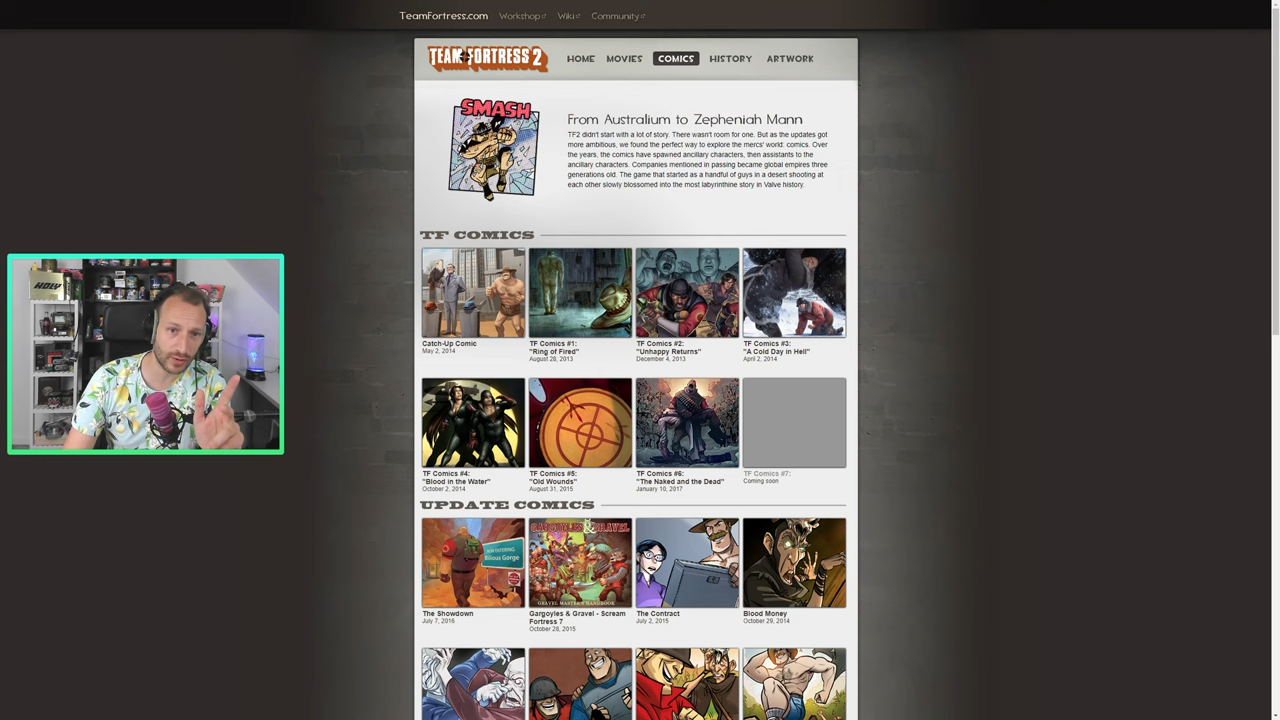 TeamFortress.com Workshop Wiki Community
TEAM FORTRESS 2 HOME MOVIES COMICS HISTORY ARTWORK
SMASH
From Australium to Zepheniah Mann
TF2 didn't start with a lot of story. There wasn't room for one. But as the updates got
more ambitious, we found the perfect way to explore the mercs' world: comics. Over
the years, the comics have spawned ancillary characters, then assistants to the
ancillary characters. Companies mentioned in passing became global empires three
generations old. The game that started as a handful of guys in a desert shooting at
each other slowly blossomed into the most labyrinthine story in Valve history.
TF COMICS
Catch-Up Comic
May 2, 2014
TF Comics #1:
"Ring of Fired"
August 28, 2013
TF Comics #2:
"Unhappy Returns"
December 4, 2013
TF Comics #3:
"A Cold Day in Hell"
April 2, 2014
HOLY
TF Comics #4:
"Blood in the Water"
October 2, 2014
TF Comics #5:
"Old Wounds"
August 31, 2015
TF Comics #6:
"The Naked and the Dead"
January 10, 2017
TF Comics #7:
Coming soon
UPDATE COMICS
NOW ENTERING
Bilious Gorge
GARGOYLES & GRAVEL
GRAVEL MASTER'S HANDBOOK
The Showdown
July 7, 2016
Gargoyles & Gravel - Scream
Fortress 7
October 28, 2015
The Contract
July 2, 2015
Blood Money
October 29, 2014